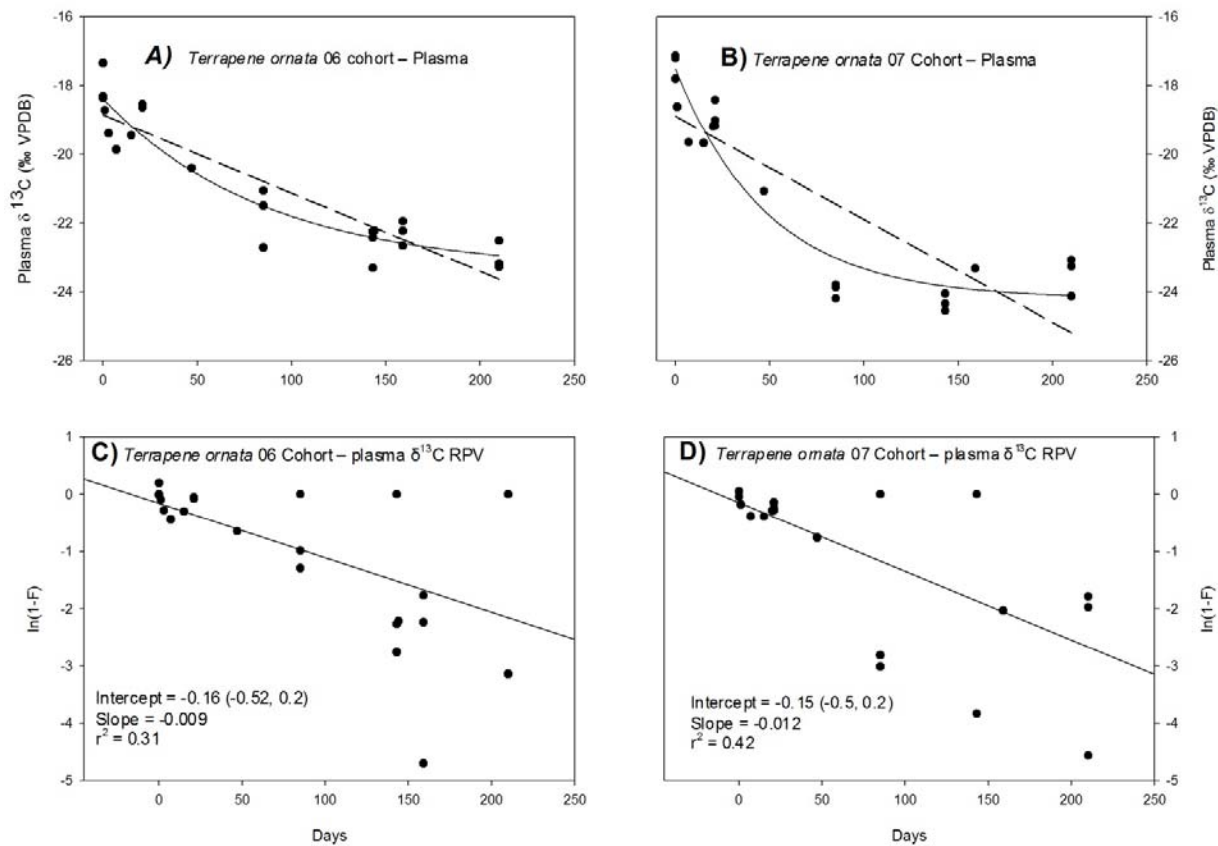 A) Terrapene ornata 06 cohort – Plasma
Plasma δ ¹³C (‰ VPDB)
-16
-18
-20
-22
-24
-26
0 50 100 150 200 250
B) Terrapene ornata 07 Cohort – Plasma
-16
-18
-20
-22
-24
-26
Plasma δ¹³C (‰ VPDB)
0 50 100 150 200 250
C) Terrapene ornata 06 Cohort – plasma δ¹³C RPV
ln(1-F)
1
0
-1
-2
-3
-4
-5
Intercept = -0.16 (-0.52, 0.2)
Slope = -0.009
r² = 0.31
0 50 100 150 200 250
Days
D) Terrapene ornata 07 Cohort – plasma δ¹³C RPV
1
0
-1
-2
-3
-4
-5
ln(1-F)
Intercept = -0.15 (-0.5, 0.2)
Slope = -0.012
r² = 0.42
0 50 100 150 200 250
Days